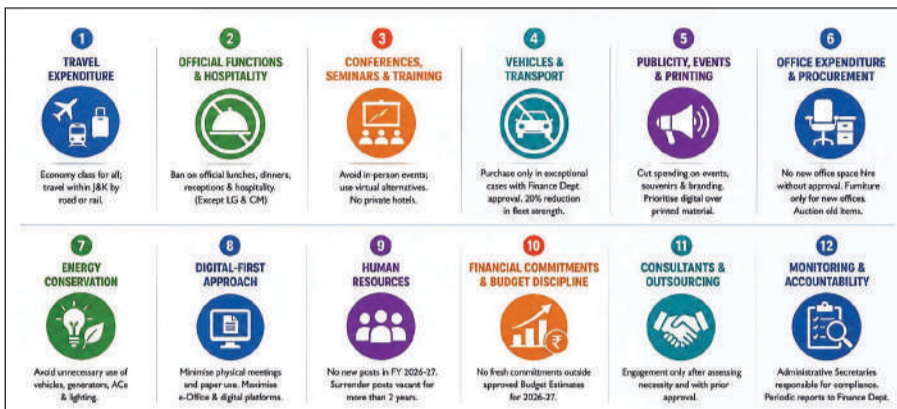 1
TRAVEL
EXPENDITURE
Economy class for all;
travel within J&K by
road or rail.
2
OFFICIAL FUNCTIONS
& HOSPITALITY
Ban on official lunches, dinners,
receptions & hospitality.
(Except LG & CM)
3
CONFERENCES,
SEMINARS & TRAINING
Avoid in-person events;
use virtual alternatives.
No private hotels.
4
VEHICLES &
TRANSPORT
Purchase only in exceptional
cases with Finance Dept.
approval. 20% reduction
in fleet strength.
5
PUBLICITY, EVENTS
& PRINTING
Cut spending on events,
souvenirs & branding.
Prioritise digital over
printed material.
6
OFFICE EXPENDITURE
& PROCUREMENT
No new office space hire
without approval. Furniture
only for new offices.
Auction old items.
7
ENERGY
CONSERVATION
Avoid unnecessary use of
vehicles, generators, ACs
& lighting.
8
DIGITAL-FIRST
APPROACH
Minimise physical meetings
and paper use. Maximise
e-Office & digital platforms.
9
HUMAN
RESOURCES
No new posts in FY 2026-27.
Surrender posts vacant for
more than 2 years.
10
FINANCIAL COMMITMENTS
& BUDGET DISCIPLINE
₹
No fresh commitments outside
approved Budget Estimates
for 2026-27.
11
CONSULTANTS &
OUTSOURCING
Engagement only after assessing
necessity and with prior
approval.
12
MONITORING &
ACCOUNTABILITY
Administrative Secretaries
responsible for compliance.
Periodic reports to Finance Dept.